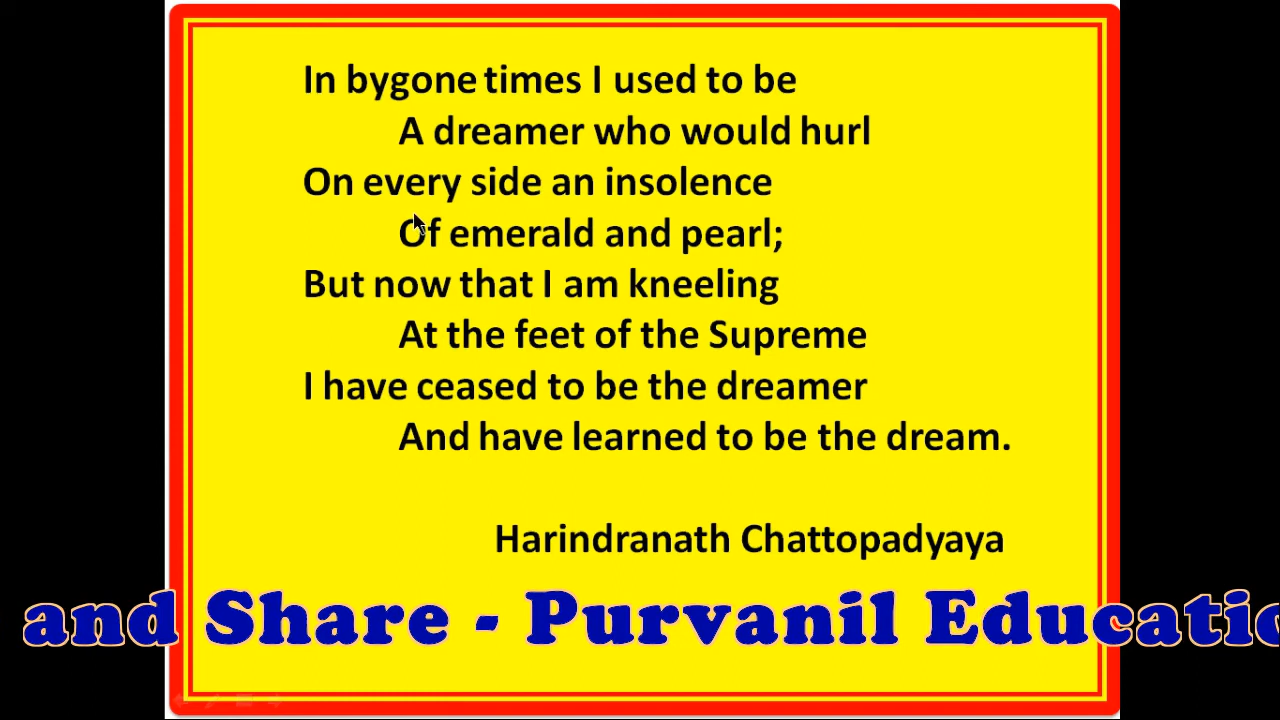 In bygone times I used to be
A dreamer who would hurl
On every side an insolence
Of emerald and pearl;
But now that I am kneeling
At the feet of the Supreme
I have ceased to be the dreamer
And have learned to be the dream.
Harindranath Chattopadyaya
and Share - Purvanil Educatio